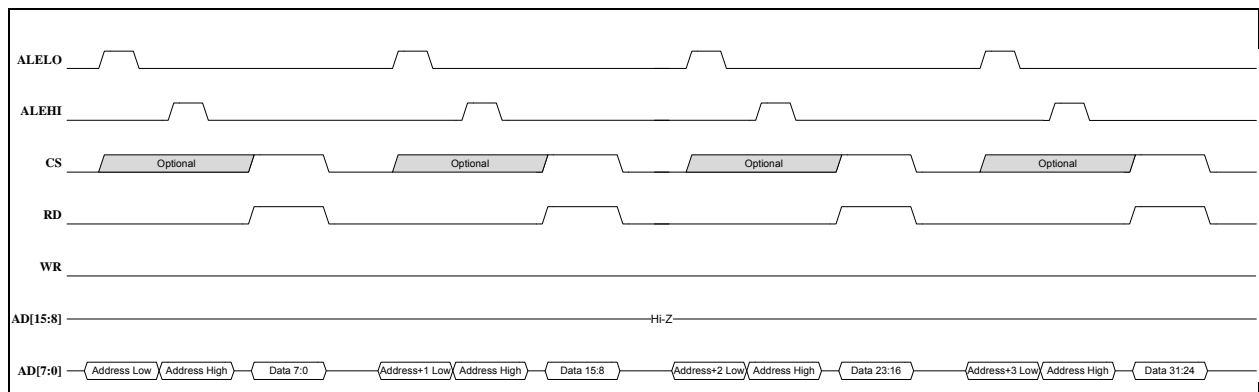 ALELO
ALEHI
CS Optional Optional Optional Optional
RD
WR
AD[15:8] Hi-Z
AD[7:0] Address Low Address High Data 7:0 Address+1 Low Address High Data 15:8 Address+2 Low Address High Data 23:16 Address+3 Low Address High Data 31:24